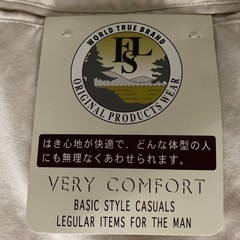 WORLD TRUE BRAND
FSL
ORIGINAL PRODUCTS WEAR
はき心地が快適で、どんな体型の人
にも無理なくあわせられます。
VERY COMFORT
BASIC STYLE CASUALS
LEGULAR ITEMS FOR THE MAN